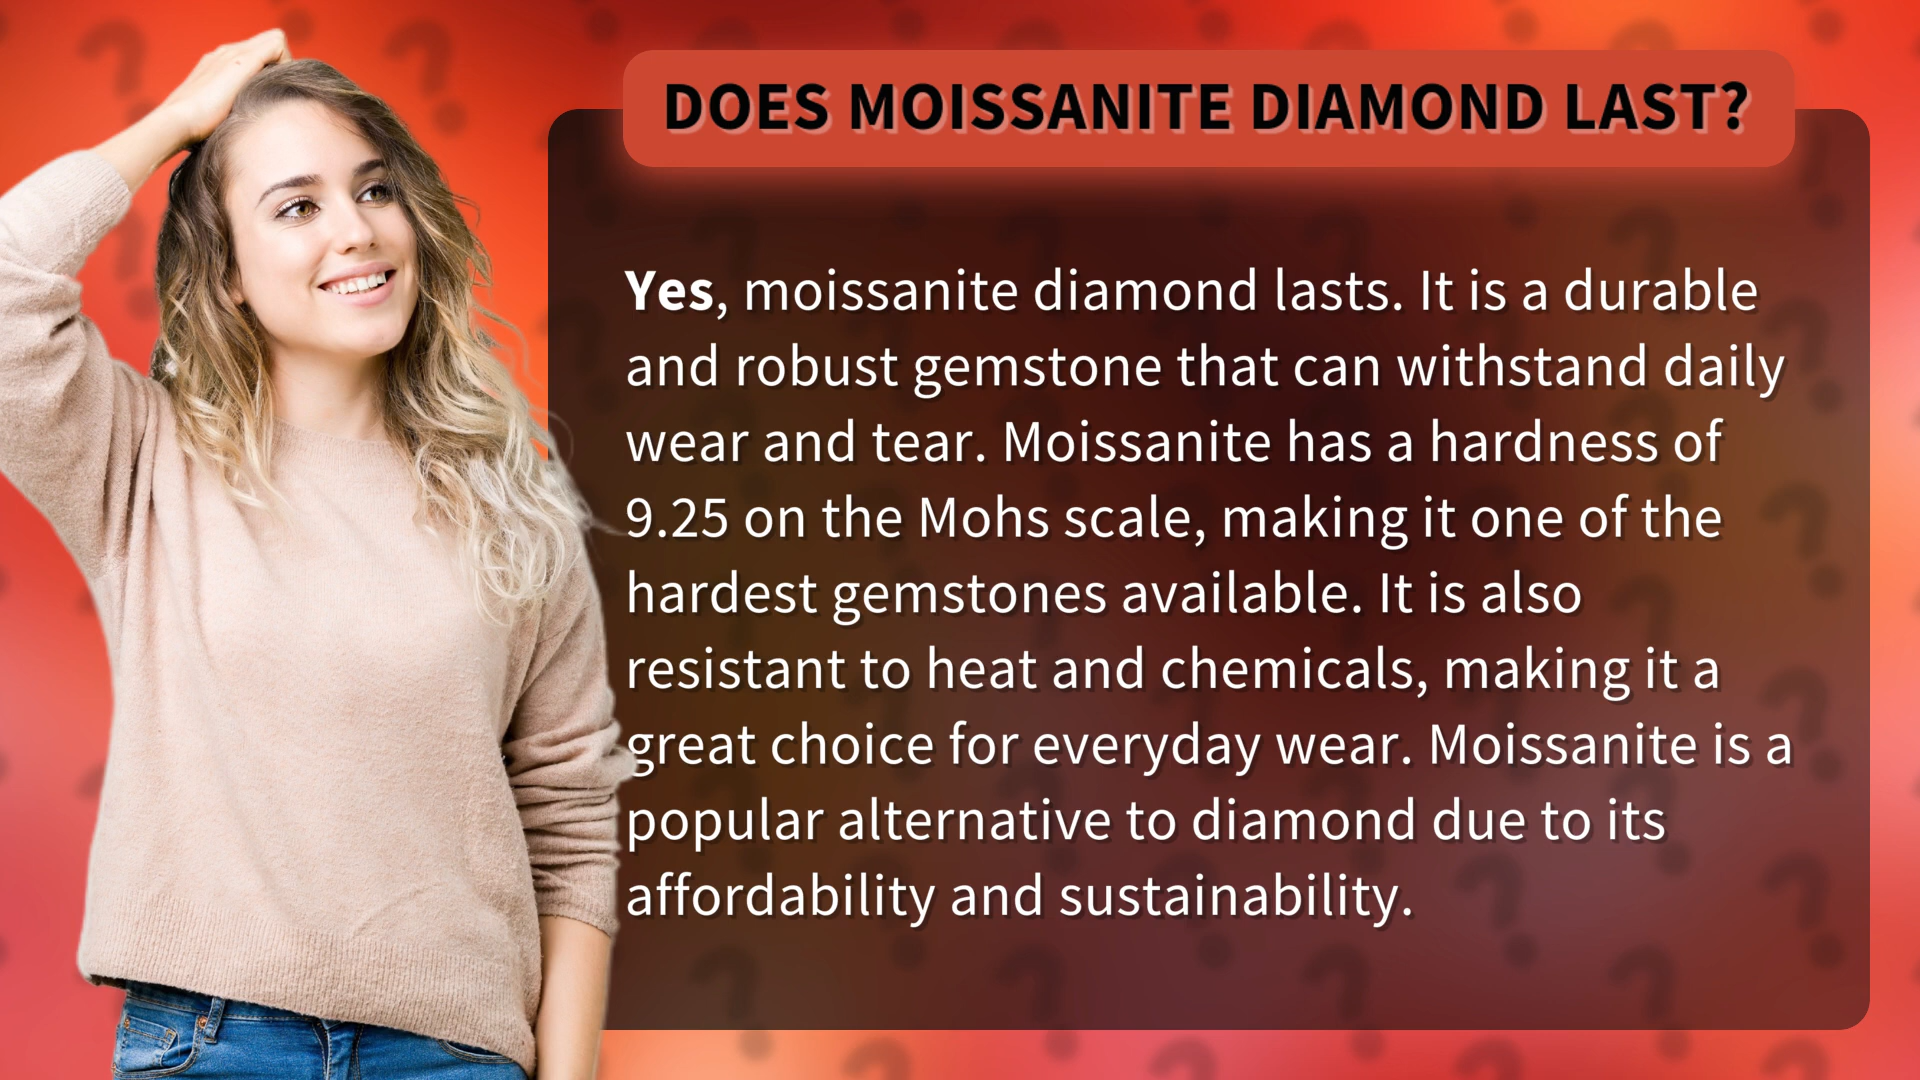 DOES MOISSANITE DIAMOND LAST?
Yes, moissanite diamond lasts. It is a durable
and robust gemstone that can withstand daily
wear and tear. Moissanite has a hardness of
9.25 on the Mohs scale, making it one of the
hardest gemstones available. It is also
resistant to heat and chemicals, making it a
great choice for everyday wear. Moissanite is a
popular alternative to diamond due to its
affordability and sustainability.